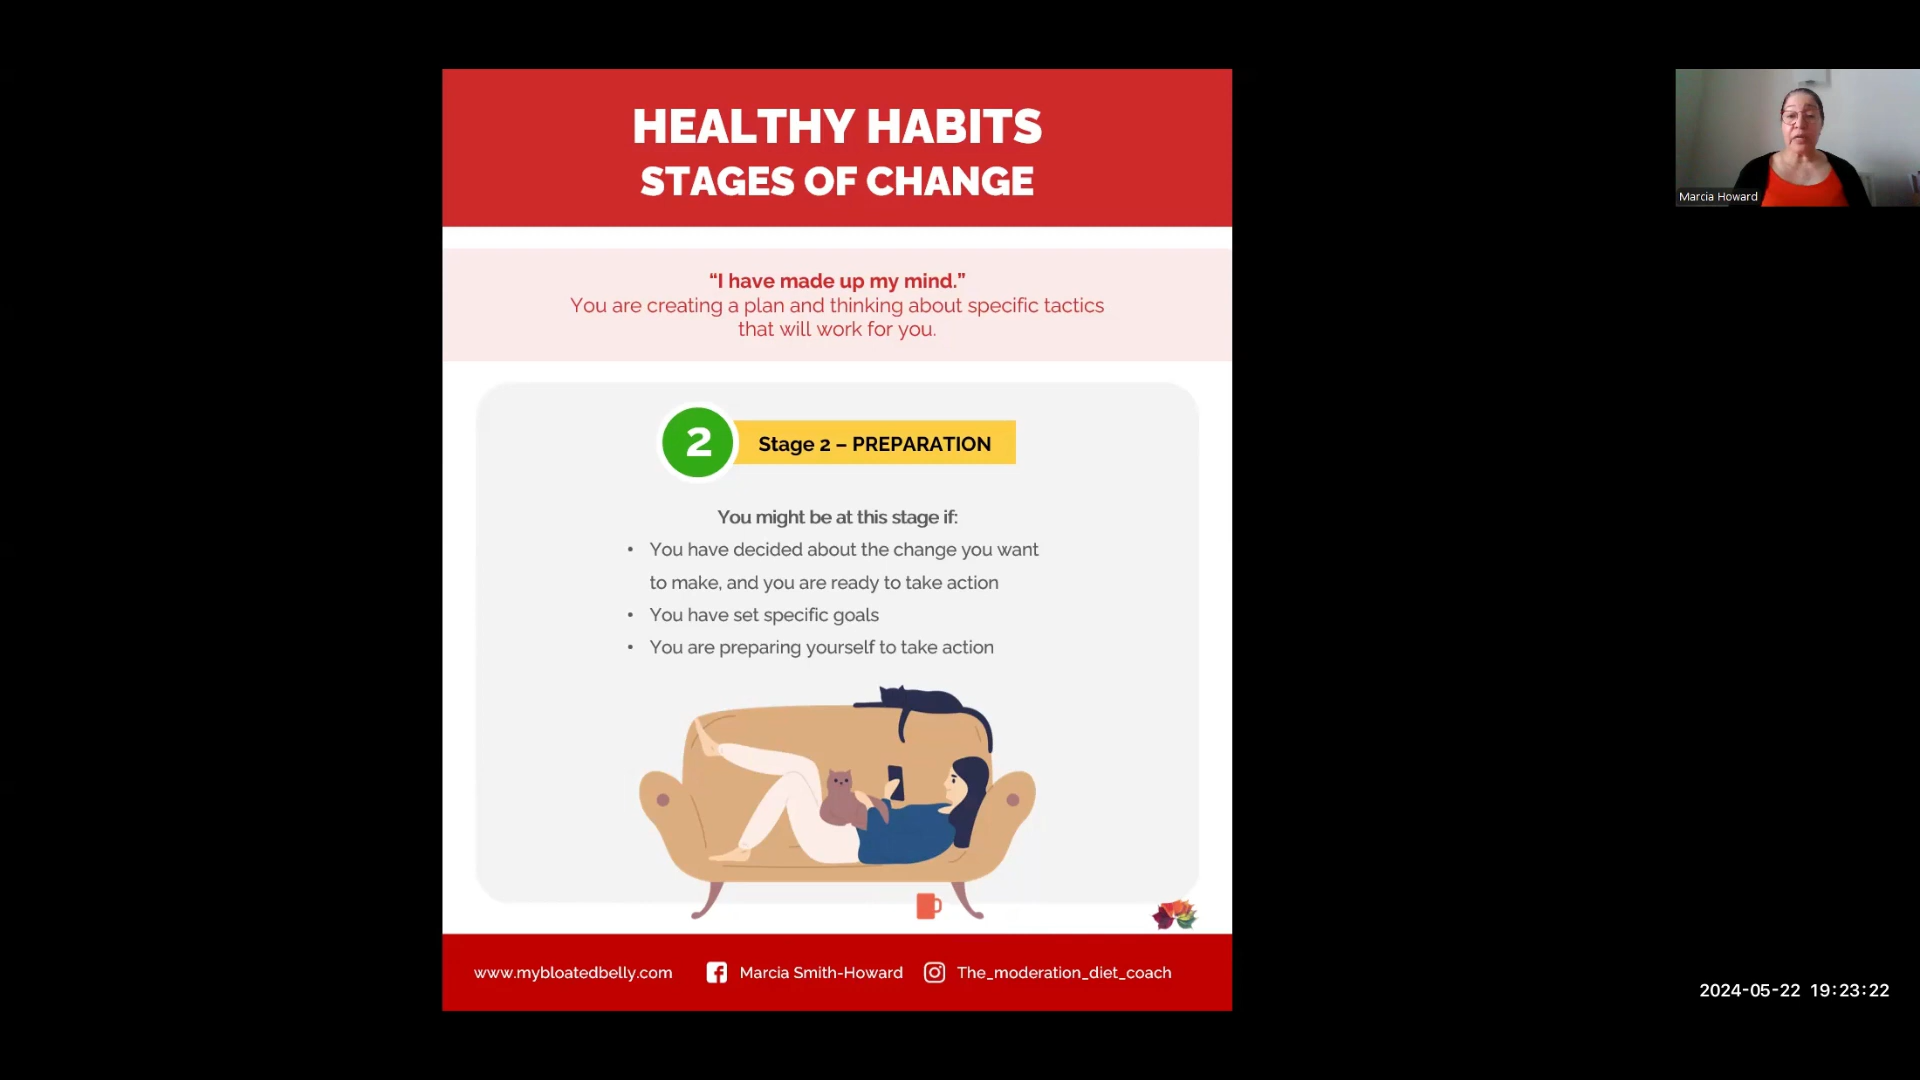 HEALTHY HABITS
STAGES OF CHANGE
“I have made up my mind.”
You are creating a plan and thinking about specific tactics
that will work for you.
2
Stage 2 – PREPARATION
You might be at this stage if:
• You have decided about the change you want
to make, and you are ready to take action
• You have set specific goals
• You are preparing yourself to take action
www.mybloatedbelly.com
Marcia Smith-Howard
The_moderation_diet_coach
Marcia Howard
2024-05-22 19:23:22